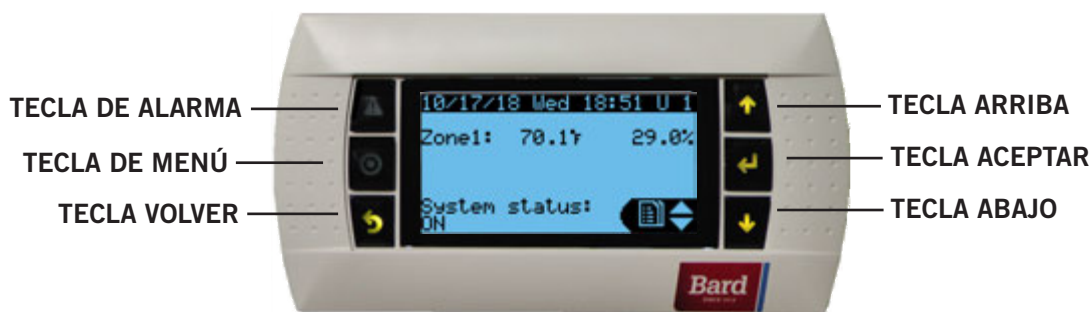 TECLA DE ALARMA
TECLA DE MENÚ
TECLA VOLVER
10/17/18 Wed 18:51 U 1
Zone1: 70.1°F 29.0%
System status:
ON
TECLA ARRIBA
TECLA ACEPTAR
TECLA ABAJO
Bard